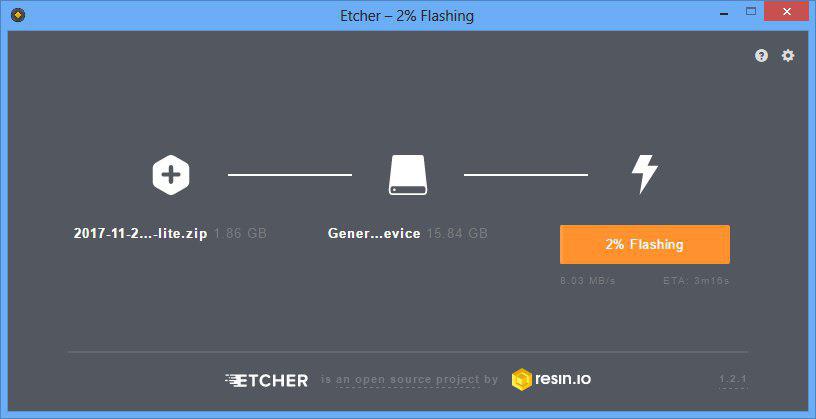 Etcher – 2% Flashing
2017-11-2...-lite.zip 1.86 GB
Gener...evice 15.84 GB
2% Flashing
8.03 MB/s ETA: 3m16s
ETCHER is an open source project by resin.io 1.2.1